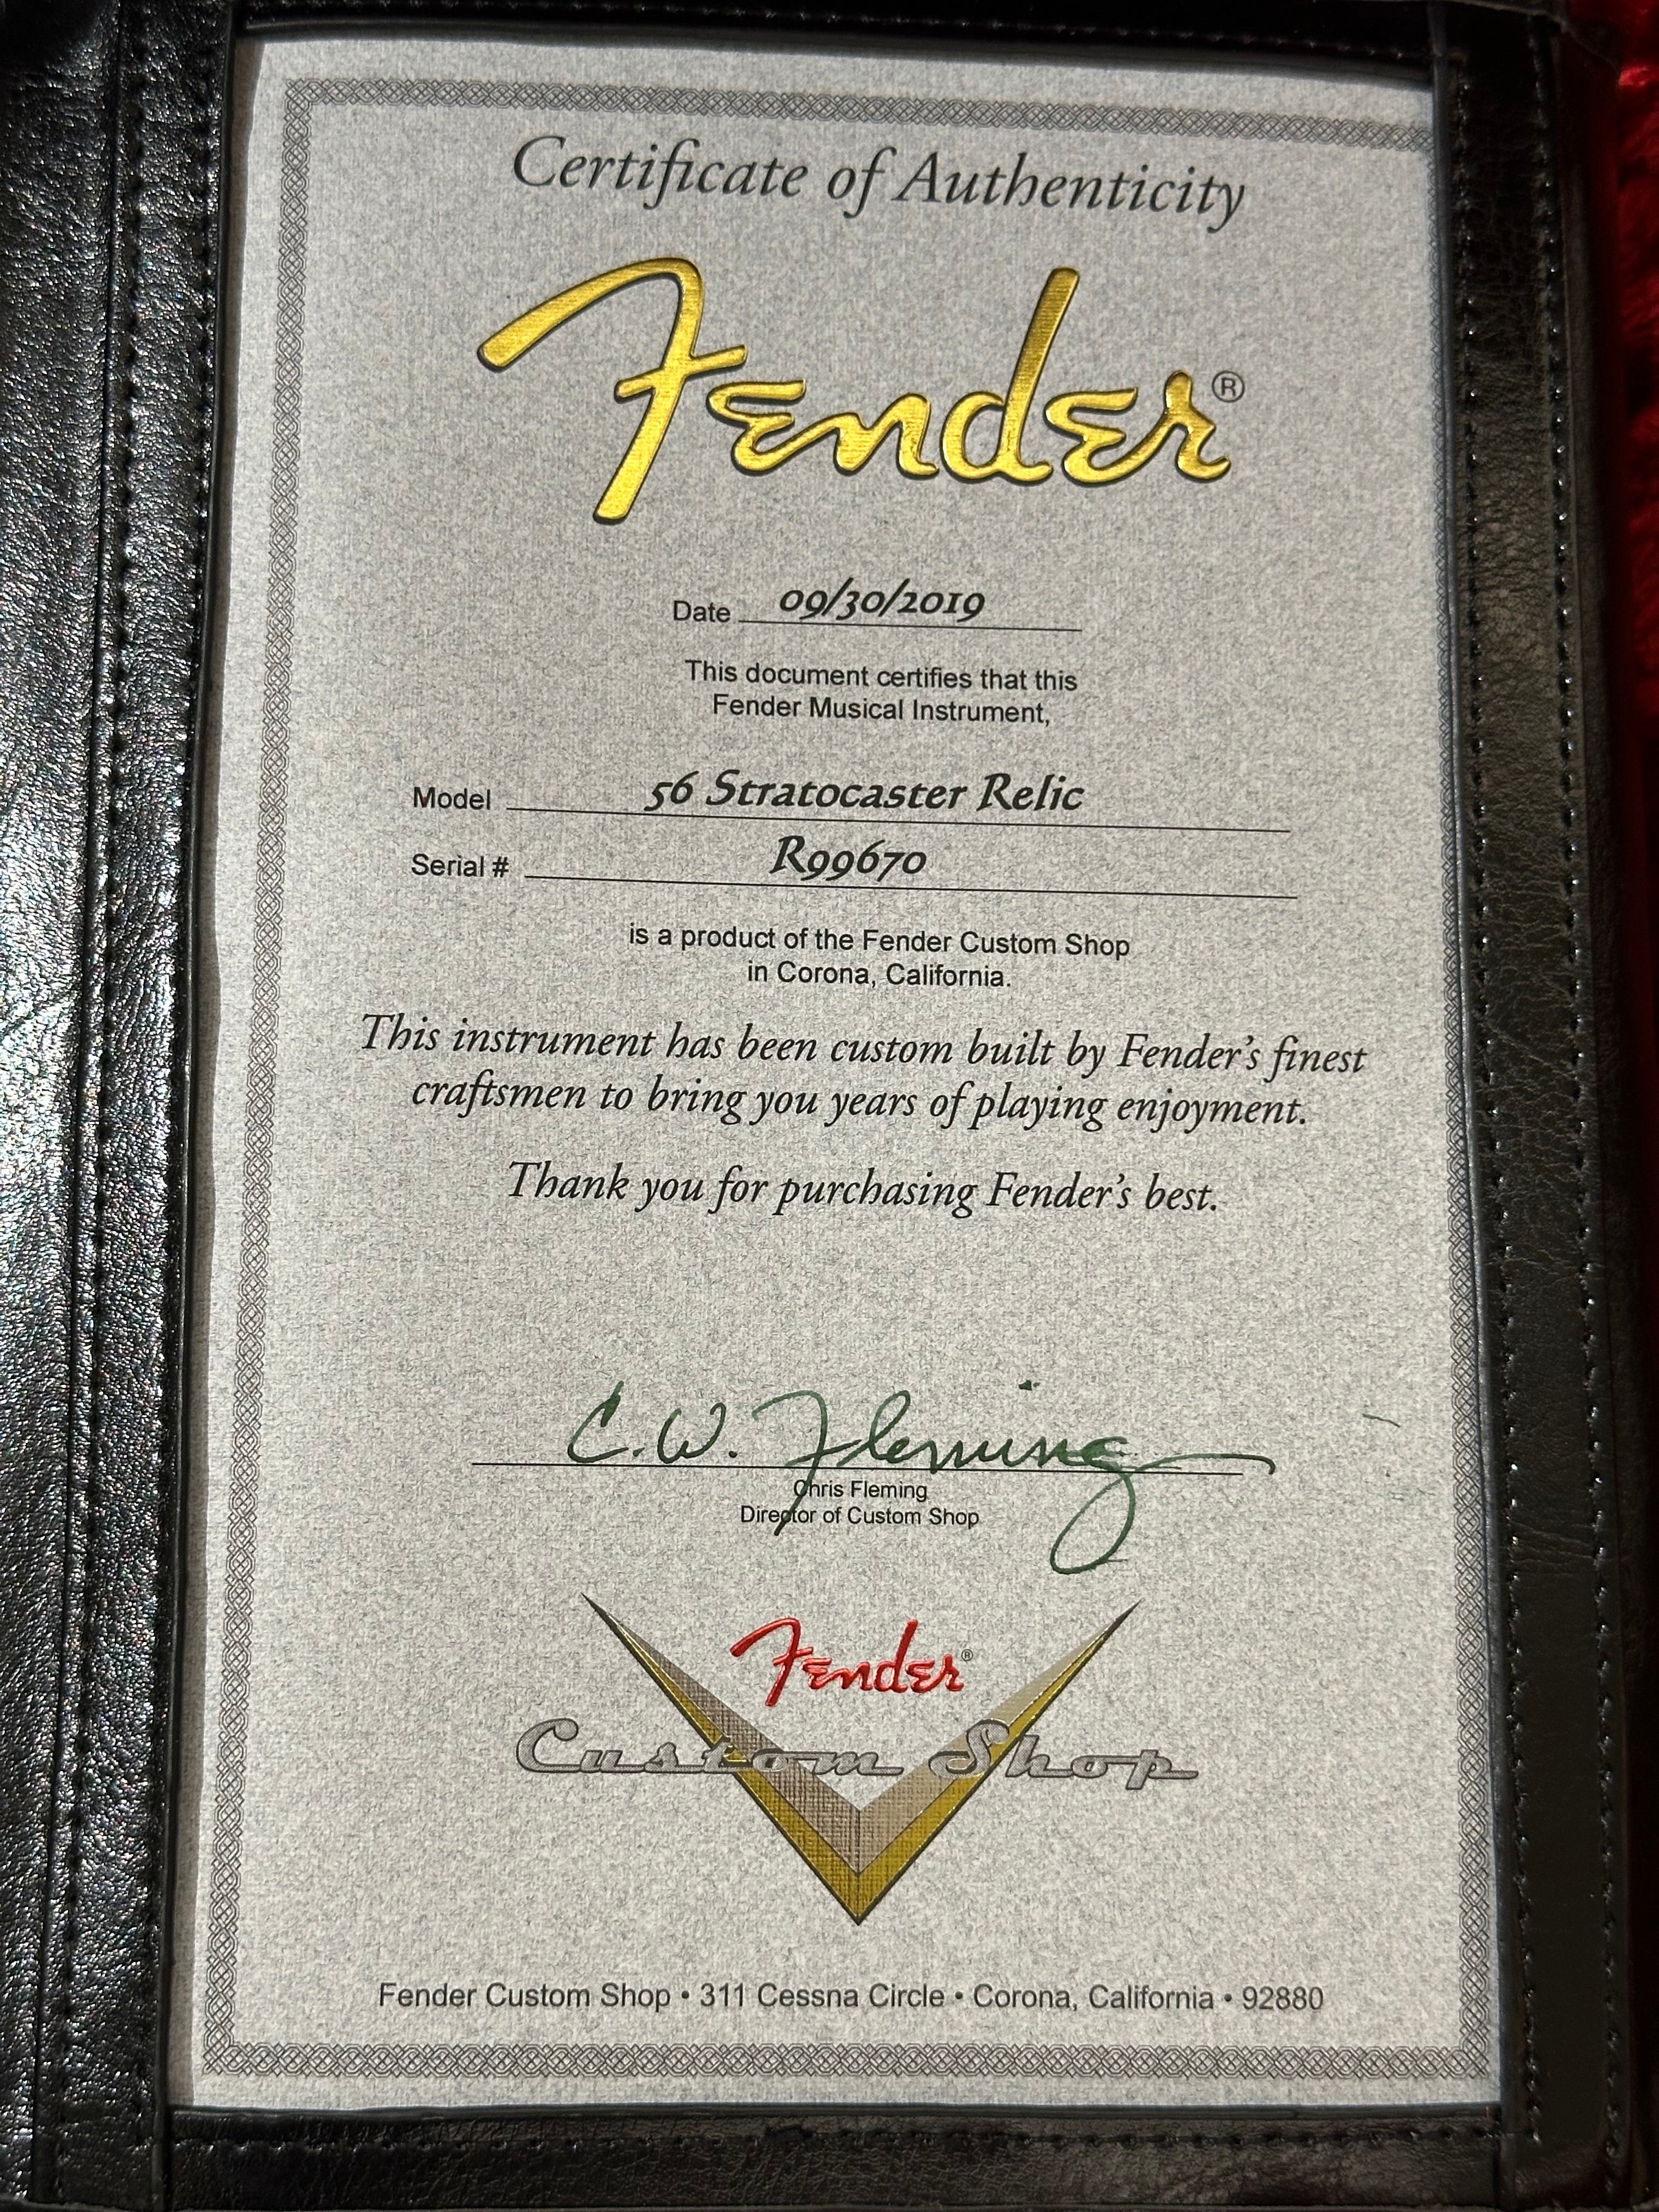 Certificate of Authenticity
Fender®
Date 09/30/2019
This document certifies that this
Fender Musical Instrument,
Model 56 Stratocaster Relic
Serial # R99670
is a product of the Fender Custom Shop
in Corona, California.
This instrument has been custom built by Fender's finest
craftsmen to bring you years of playing enjoyment.
Thank you for purchasing Fender's best.
C.W. Fleming
Chris Fleming
Director of Custom Shop
Fender®
Custom Shop
Fender Custom Shop • 311 Cessna Circle • Corona, California • 92880